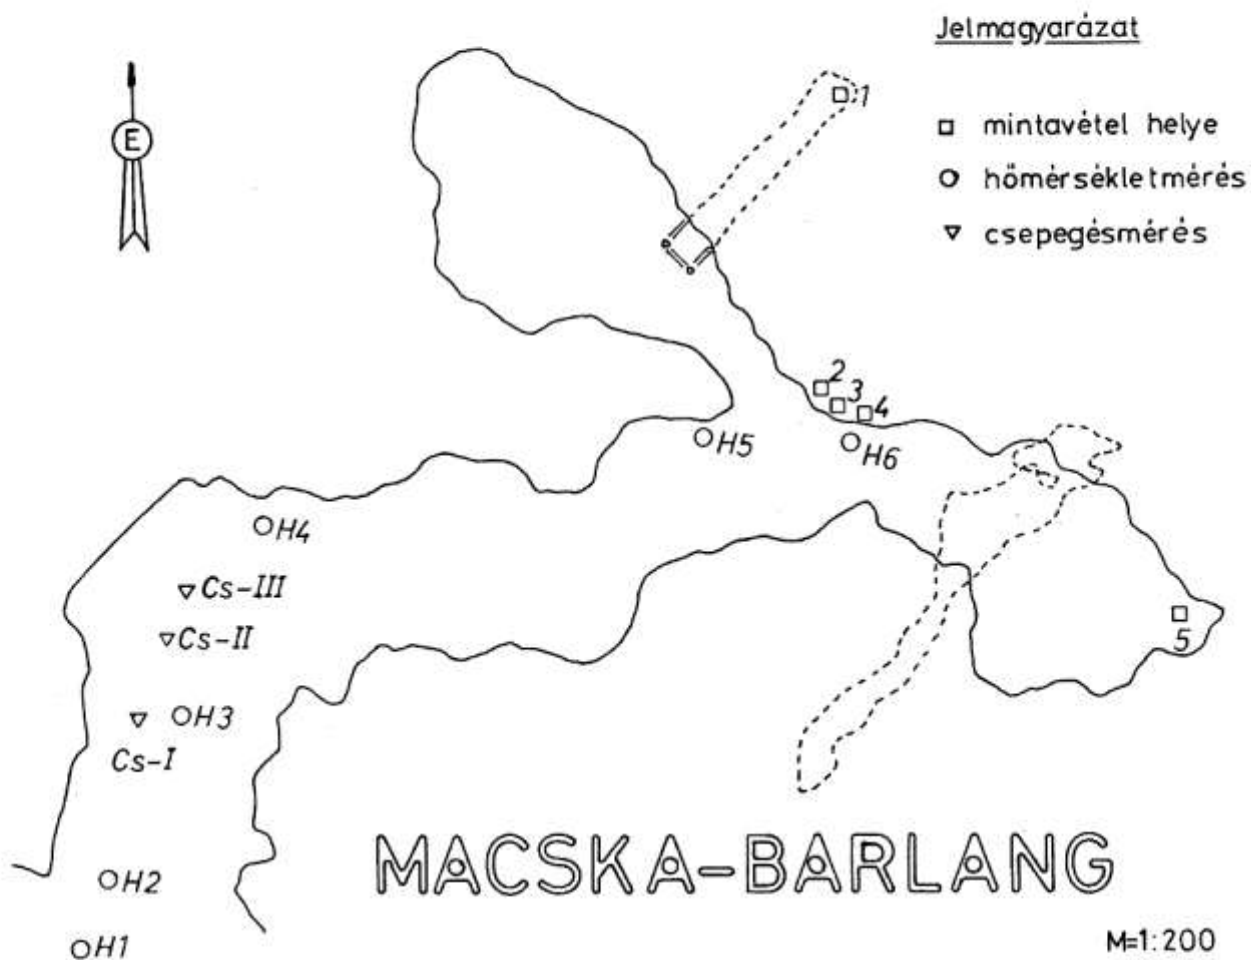 Jelmagyarázat
E
1
mintavétel helye
hőmérsékletmérés
csepegésmérés
2
3
4
H5
H6
H4
Cs-III
Cs-II
5
H3
Cs-I
MACSKA-BARLANG
H2
H1
M=1:200